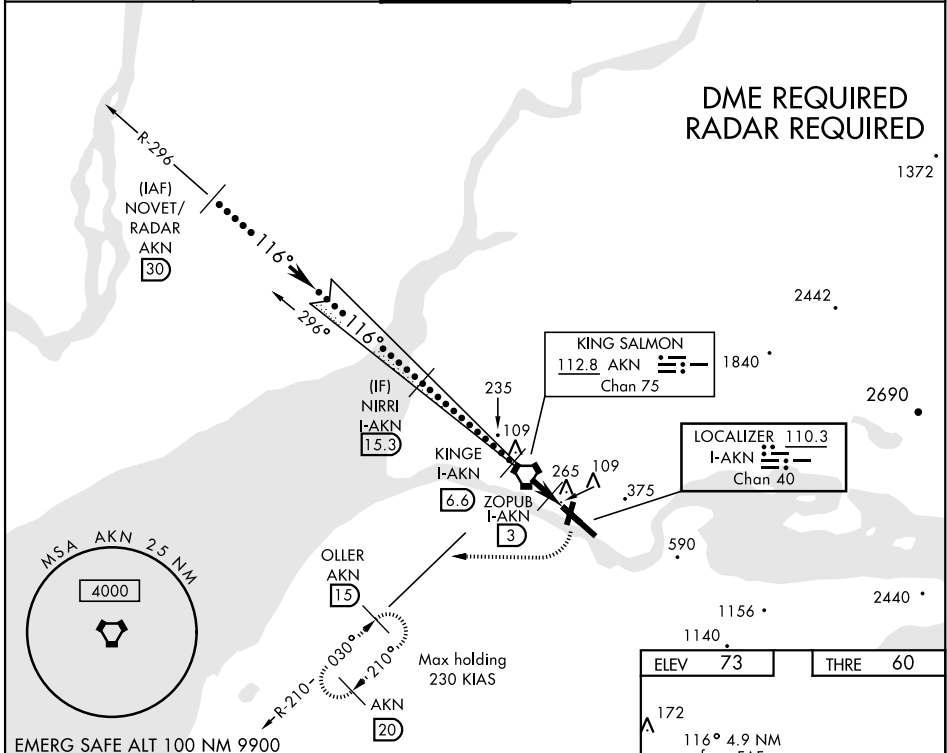 DME REQUIRED
RADAR REQUIRED
1372
R-296
(IAF)
NOVET/
RADAR
AKN
30
116°
296°
116°
2442
KING SALMON
112.8 AKN
Chan 75
1840
2690
(IF)
NIRRI
I-AKN
15.3
235
109
KINGE
I-AKN
6.6
ZOPUB
I-AKN
3
265
109
375
LOCALIZER 110.3
I-AKN
Chan 40
590
2440
1156
1140
OLLER
AKN
15
030°
210°
R-210
AKN
20
Max holding
230 KIAS
MSA AKN 25 NM
4000
EMERG SAFE ALT 100 NM 9900
ELEV 73
THRE 60
172
116° 4.9 NM